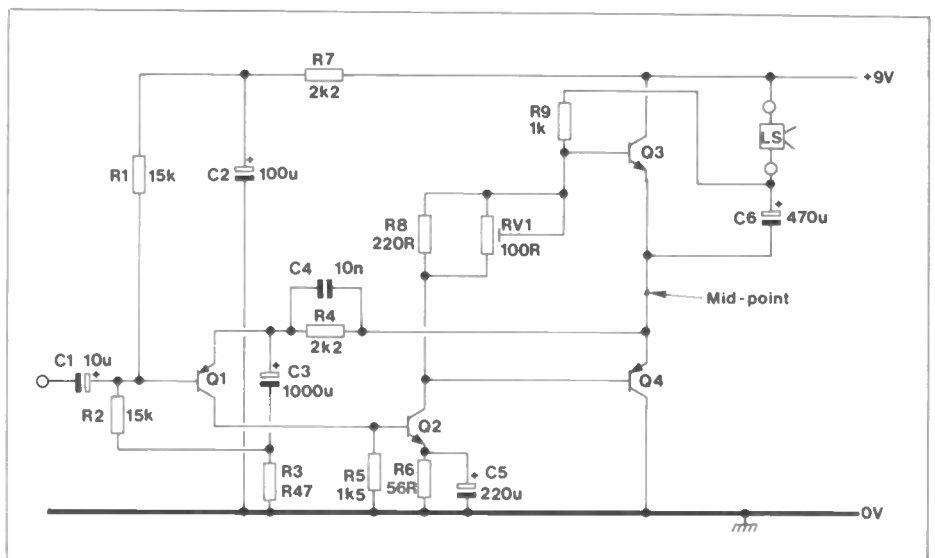 R7
2k2
+9V
R9
1k
LS
Q3
R1
15k
C2
100u
C6
470u
R8
220R
RV1
100R
C4
10n
Mid-point
R4
2k2
C1
10u
Q1
C3
1000u
Q4
R2
15k
Q2
R3
R47
R5
1k5
R6
56R
C5
220u
0V